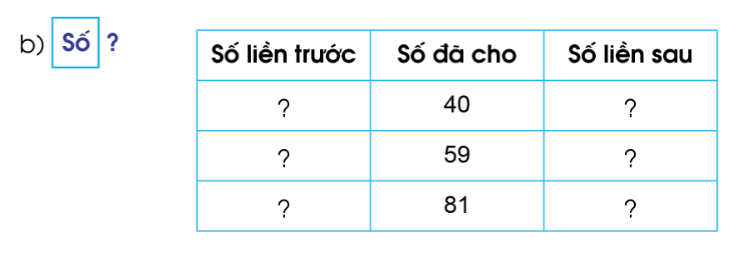 b) Số ?
Số liền trước Số đã cho Số liền sau
? 40 ?
? 59 ?
? 81 ?